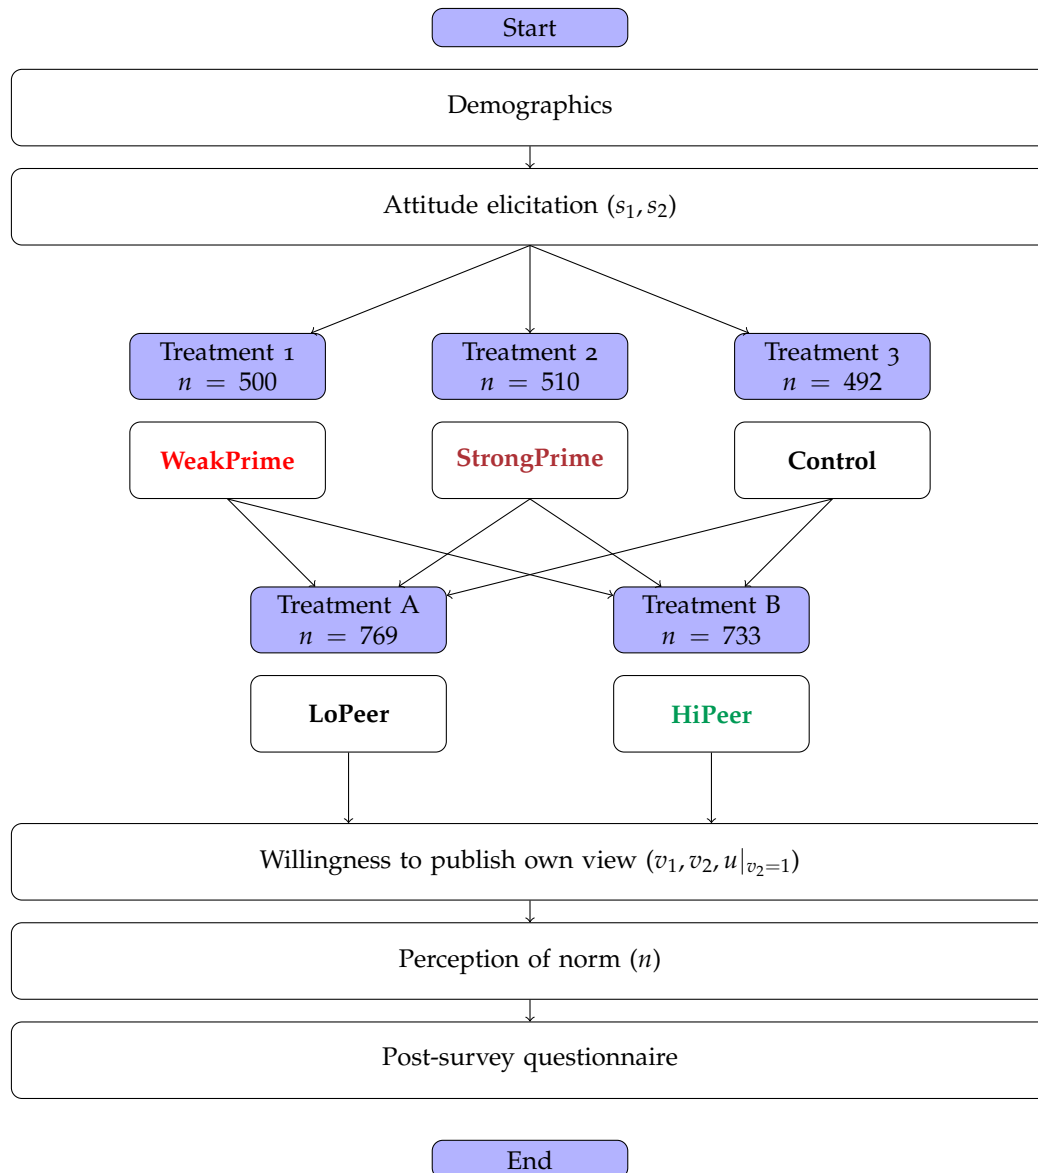 Start
Demographics
Attitude elicitation (s₁, s₂)
Treatment 1
n = 500
Treatment 2
n = 510
Treatment 3
n = 492
WeakPrime
StrongPrime
Control
Treatment A
n = 769
Treatment B
n = 733
LoPeer
HiPeer
Willingness to publish own view (v₁, v₂, u|ᵥ₂₌₁)
Perception of norm (n)
Post-survey questionnaire
End